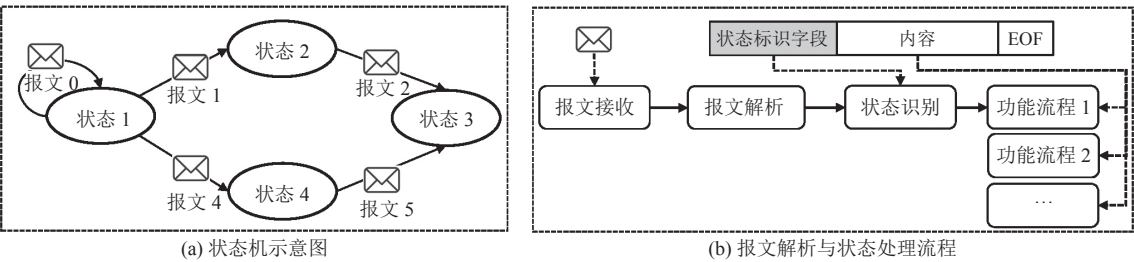 报文 0
状态 1
报文 1
状态 2
报文 2
状态 3
报文 4
状态 4
报文 5
(a) 状态机示意图
状态标识字段 内容 EOF
报文接收 报文解析 状态识别 功能流程 1
功能流程 2
…
(b) 报文解析与状态处理流程